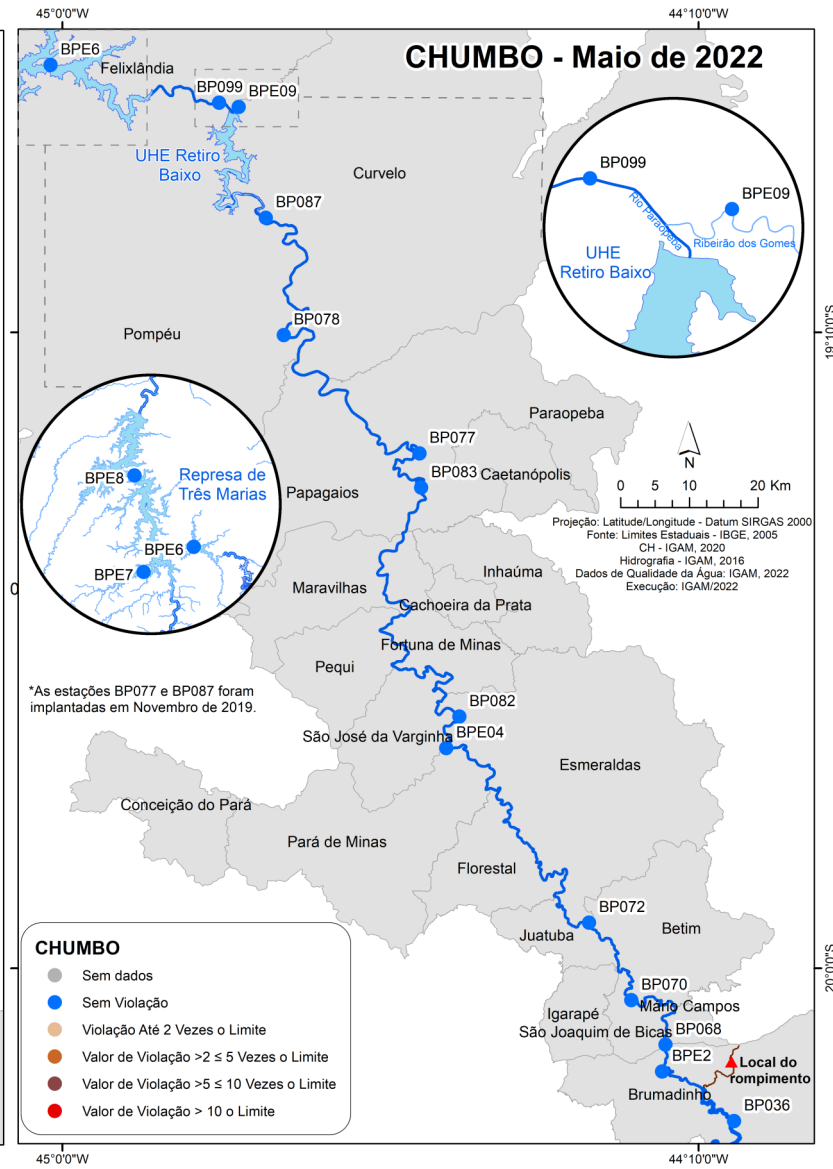 45°0'0"W
44°10'0"W
CHUMBO - Maio de 2022
BPE6
Felixlândia
BP099
BPE09
UHE Retiro
Baixo
Curvelo
BP087
BP099
BPE09
Rio Paraopeba
Ribeirão dos Gomes
UHE
Retiro Baixo
Pompéu
BP078
19°10'0"S
Paraopeba
BP077
BP083
Caetanópolis
N
0 5 10 20 Km
BPE8
Represa de
Três Marias
BPE6
BPE7
Papagaios
Projeção: Latitude/Longitude - Datum SIRGAS 2000
Fonte: Limites Estaduais - IBGE, 2005
CH - IGAM, 2020
Hidrografia - IGAM, 2016
Dados de Qualidade da Água: IGAM, 2022
Execução: IGAM/2022
Maravilhas
Inhaúma
Cachoeira da Prata
Fortuna de Minas
Pequi
*As estações BP077 e BP087 foram
implantadas em Novembro de 2019.
BP082
São José da Varginha
BPE04
Esmeraldas
Conceição do Pará
Pará de Minas
Florestal
BP072
Juatuba
Betim
20°0'0"S
BP070
Mário Campos
Igarapé
São Joaquim de Bicas
BP068
BPE2
Local do
rompimento
Brumadinho
BP036
CHUMBO
Sem dados
Sem Violação
Violação Até 2 Vezes o Limite
Valor de Violação >2 ≤ 5 Vezes o Limite
Valor de Violação >5 ≤ 10 Vezes o Limite
Valor de Violação > 10 o Limite
45°0'0"W
44°10'0"W